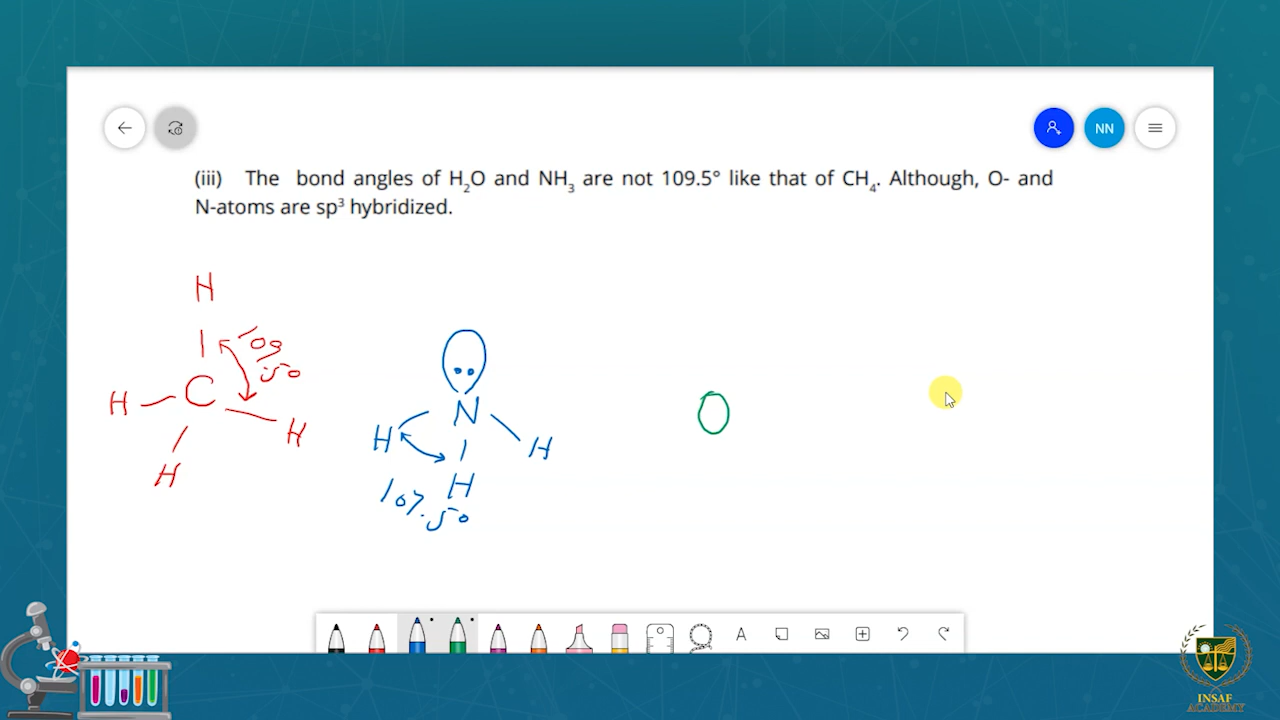 NN
(iii) The bond angles of H₂O and NH₃ are not 109.5° like that of CH₄. Although, O- and
N-atoms are sp³ hybridized.
H
109
.5°
H C H
H
N
H H
H
107.5°
O
A
INSAF
ACADEMY